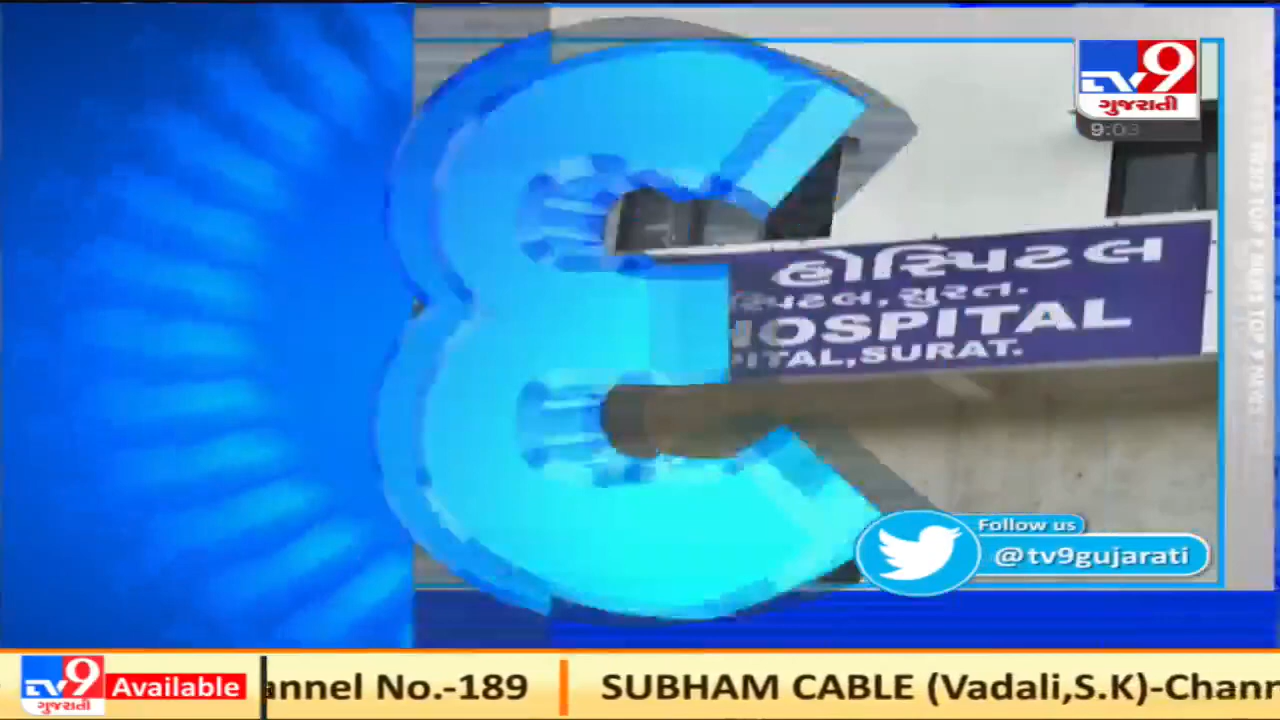 TV9
ગુજરાતી
9:03
હોસ્પિટલ
સ્પિટલ, સુરત.
HOSPITAL
PITAL, SURAT.
Follow us
@tv9gujarati
TV9
ગુજરાતી
Available
annel No.-189
SUBHAM CABLE (Vadali,S.K)-Chann